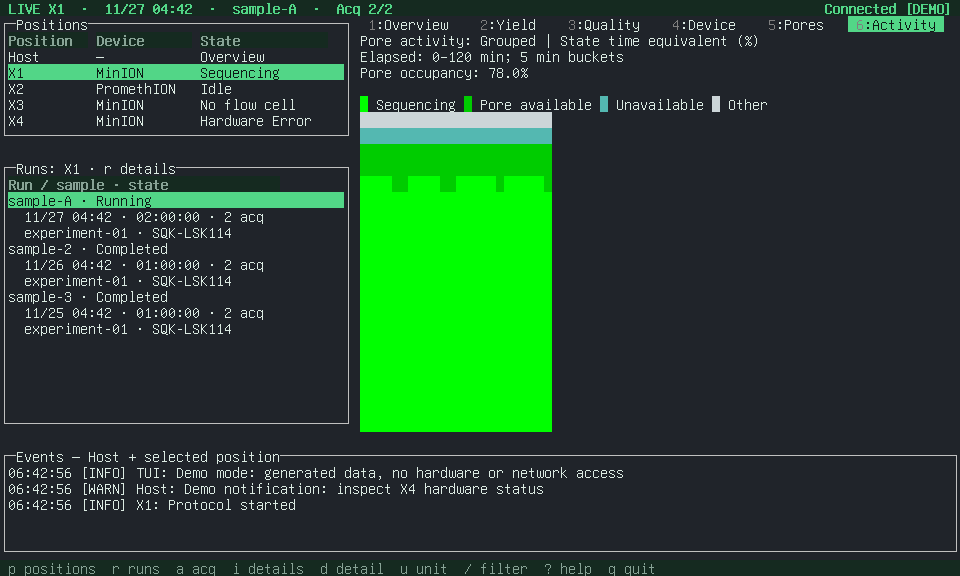 LIVE X1 · 11/27 04:42 · sample-A · Acq 2/2 Connected [DEMO]
Positions
Position Device State
Host — Overview
X1 MinION Sequencing
X2 PromethION Idle
X3 MinION No flow cell
X4 MinION Hardware Error
Runs: X1 · r details
Run / sample · state
sample-A · Running
11/27 04:42 · 02:00:00 · 2 acq
experiment-01 · SQK-LSK114
sample-2 · Completed
11/26 04:42 · 01:00:00 · 2 acq
experiment-01 · SQK-LSK114
sample-3 · Completed
11/25 04:42 · 01:00:00 · 2 acq
experiment-01 · SQK-LSK114
1:Overview 2:Yield 3:Quality 4:Device 5:Pores 6:Activity
Pore activity: Grouped | State time equivalent (%)
Elapsed: 0-120 min; 5 min buckets
Pore occupancy: 78.0%
Sequencing Pore available Unavailable Other
Events — Host + selected position
06:42:56 [INFO] TUI: Demo mode: generated data, no hardware or network access
06:42:56 [WARN] Host: Demo notification: inspect X4 hardware status
06:42:56 [INFO] X1: Protocol started
p positions r runs a acq i details d detail u unit / filter ? help q quit